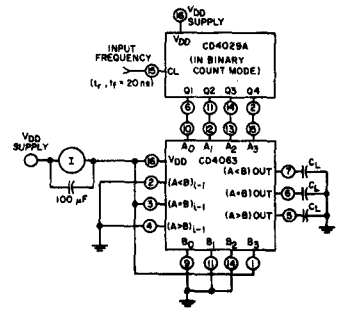 16 VDD SUPPLY
VDD
CD4029A
(IN BINARY COUNT MODE)
INPUT FREQUENCY
15 CL
(tr, tf = 20 ns)
Q1 Q2 Q3 Q4
6 11 14 2
10 12 13 15
A0 A1 A2 A3
VDD SUPPLY
I
100 µF
16 VDD
CD4063
2 (A<B)L-1
3 (A=B)L-1
4 (A>B)L-1
(A<B) OUT 7 CL
(A=B) OUT 6 CL
(A>B) OUT 5 CL
B0 B1 B2 B3
9 11 14 1